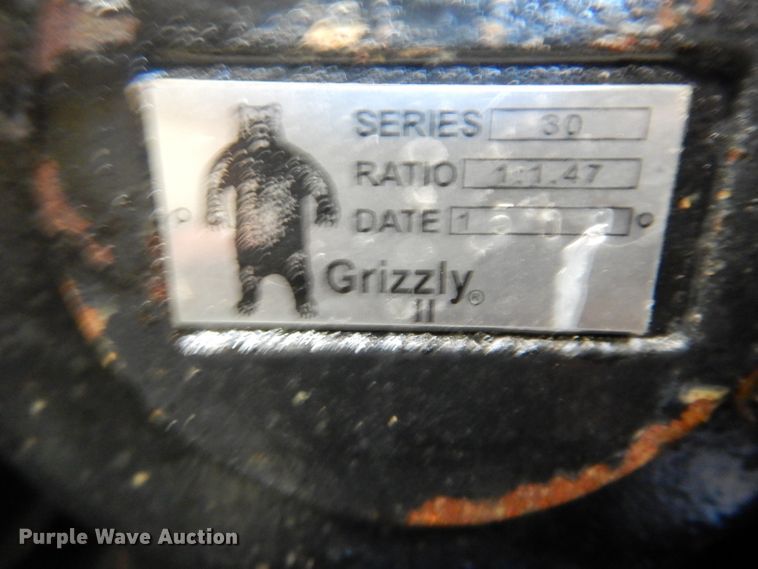 SERIES 30
RATIO 1:1.47
DATE
Grizzly®
II
Purple Wave Auction